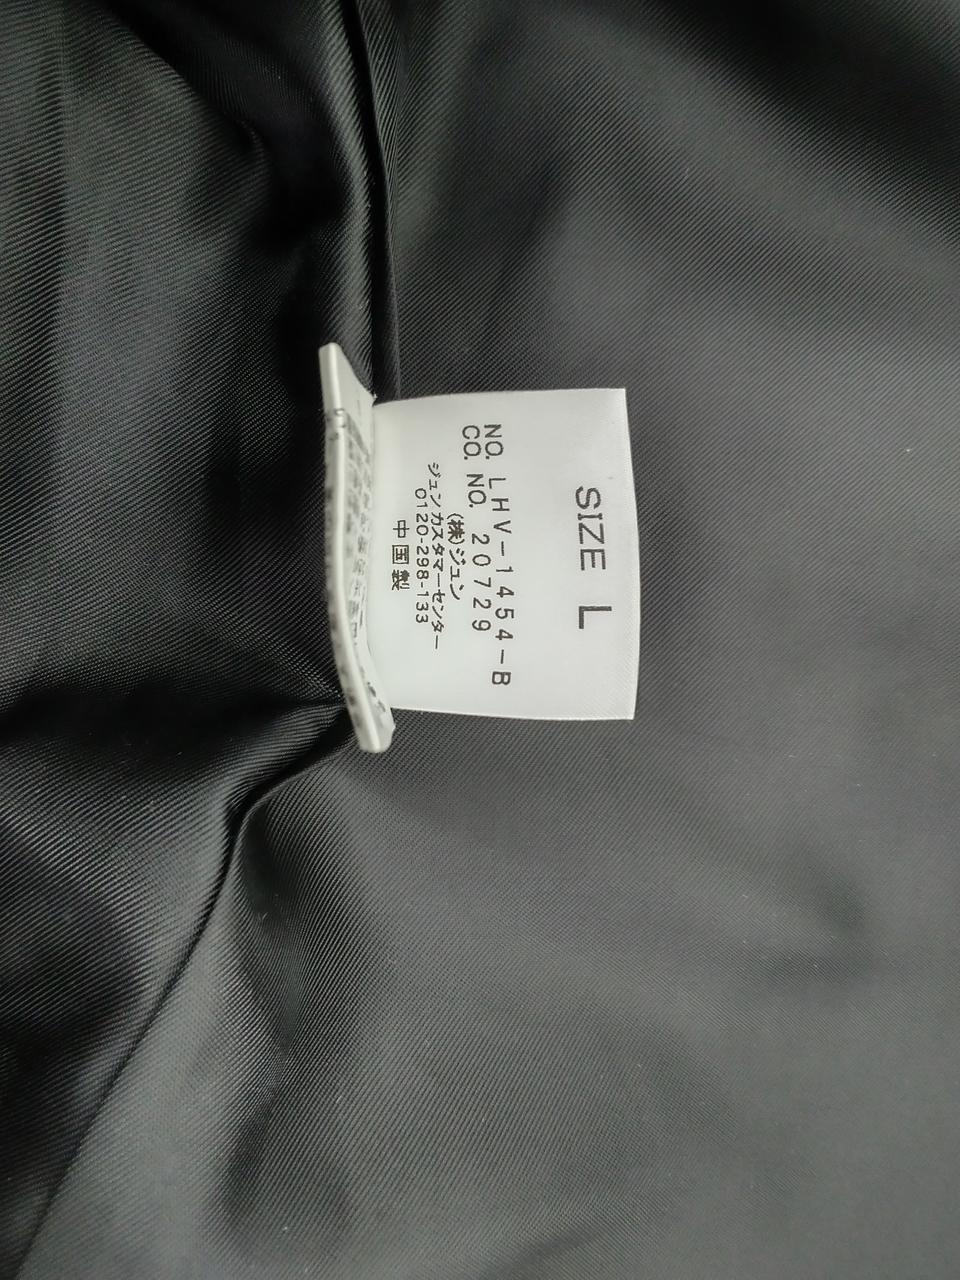 SIZE L
NO. LHV-1454-B
CO. NO. 20729
(株)ジュン
ジュンカスタマーセンター
0120-298-133
中国製